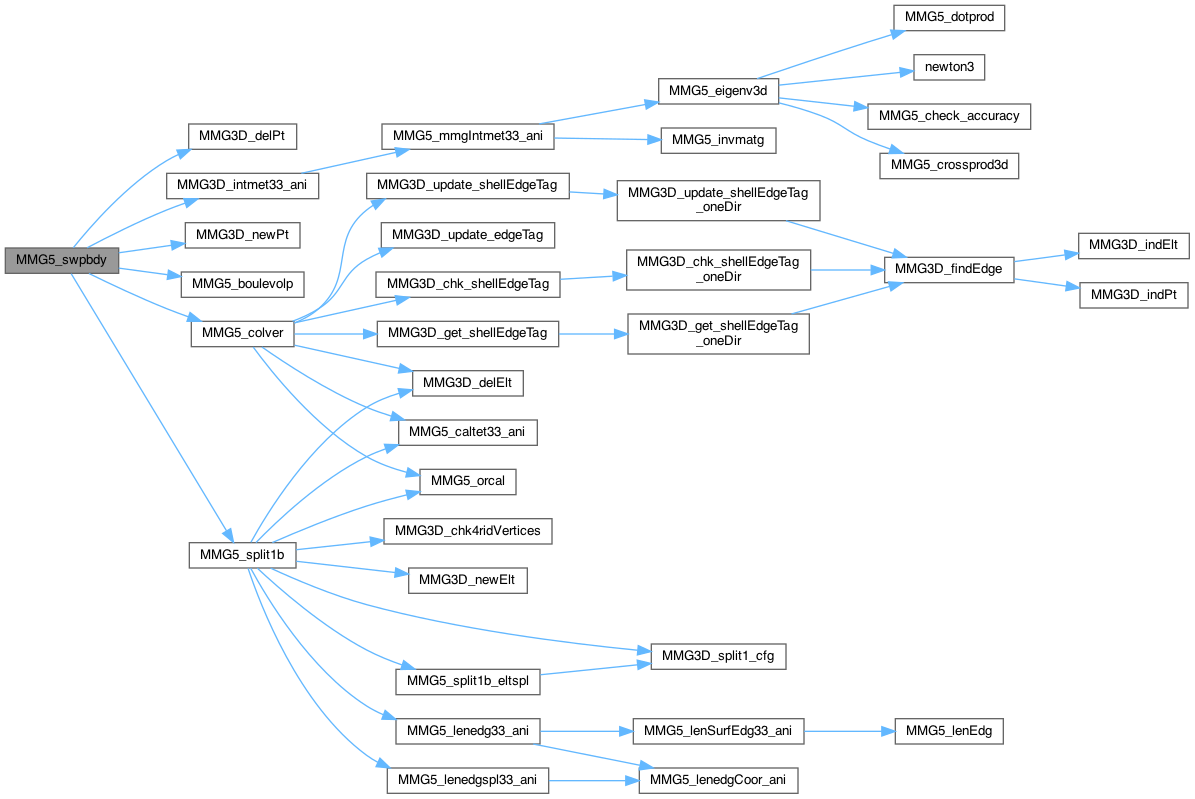 MMG5_swpbdy
MMG3D_delPt
MMG3D_intmet33_ani
MMG3D_newPt
MMG5_boulevolp
MMG5_colver
MMG5_split1b
MMG5_mmgIntmet33_ani
MMG3D_update_shellEdgeTag
MMG3D_update_edgeTag
MMG3D_chk_shellEdgeTag
MMG3D_get_shellEdgeTag
MMG3D_delElt
MMG5_caltet33_ani
MMG5_orcal
MMG3D_chk4ridVertices
MMG3D_newElt
MMG5_split1b_eltspl
MMG5_lenedg33_ani
MMG5_lenedgspl33_ani
MMG5_eigenv3d
MMG5_invmatg
MMG3D_update_shellEdgeTag
_oneDir
MMG3D_chk_shellEdgeTag
_oneDir
MMG3D_get_shellEdgeTag
_oneDir
MMG3D_split1_cfg
MMG5_lenSurfEdg33_ani
MMG5_lenedgCoor_ani
MMG5_dotprod
newton3
MMG5_check_accuracy
MMG5_crossprod3d
MMG3D_findEdge
MMG5_lenEdg
MMG3D_indElt
MMG3D_indPt